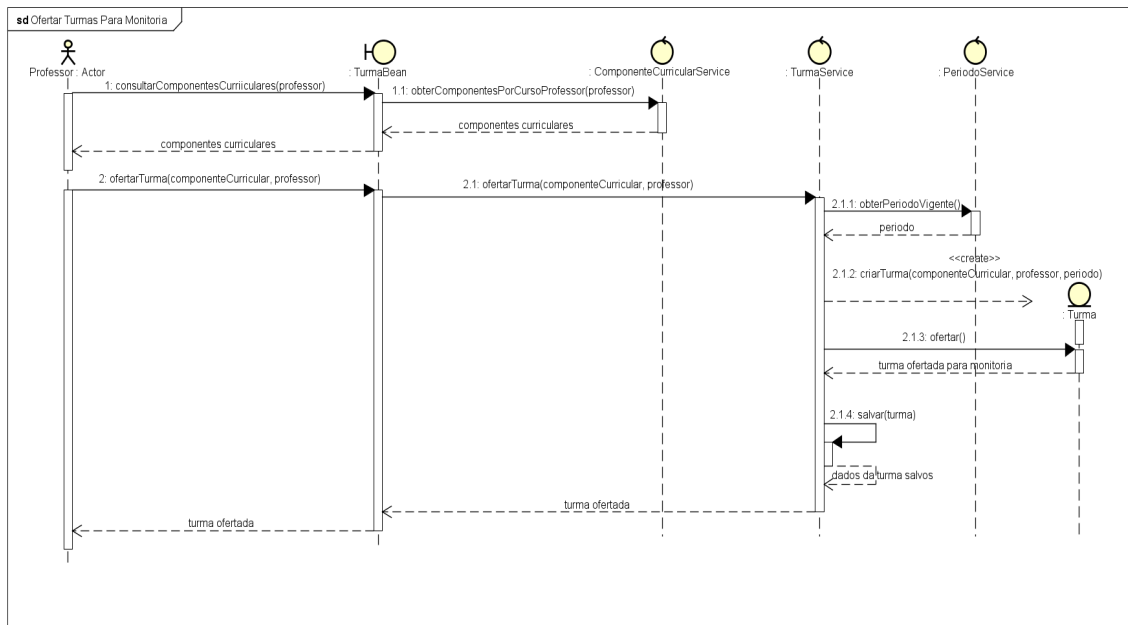 sd Ofertar Turmas Para Monitoria
Professor : Actor
: TurmaBean
: ComponenteCurricularService
: TurmaService
: PeriodoService
1: consultarComponentesCurriiculares(professor)
1.1: obterComponentesPorCursoProfessor(professor)
componentes curriculares
componentes curriculares
2: ofertarTurma(componenteCurricular, professor)
2.1: ofertarTurma(componenteCurricular, professor)
2.1.1: obterPeriodoVigente()
periodo
<<create>>
2.1.2: criarTurma(componenteCurricular, professor, periodo)
: Turma
2.1.3: ofertar()
turma ofertada para monitoria
2.1.4: salvar(turma)
dados da turma salvos
turma ofertada
turma ofertada